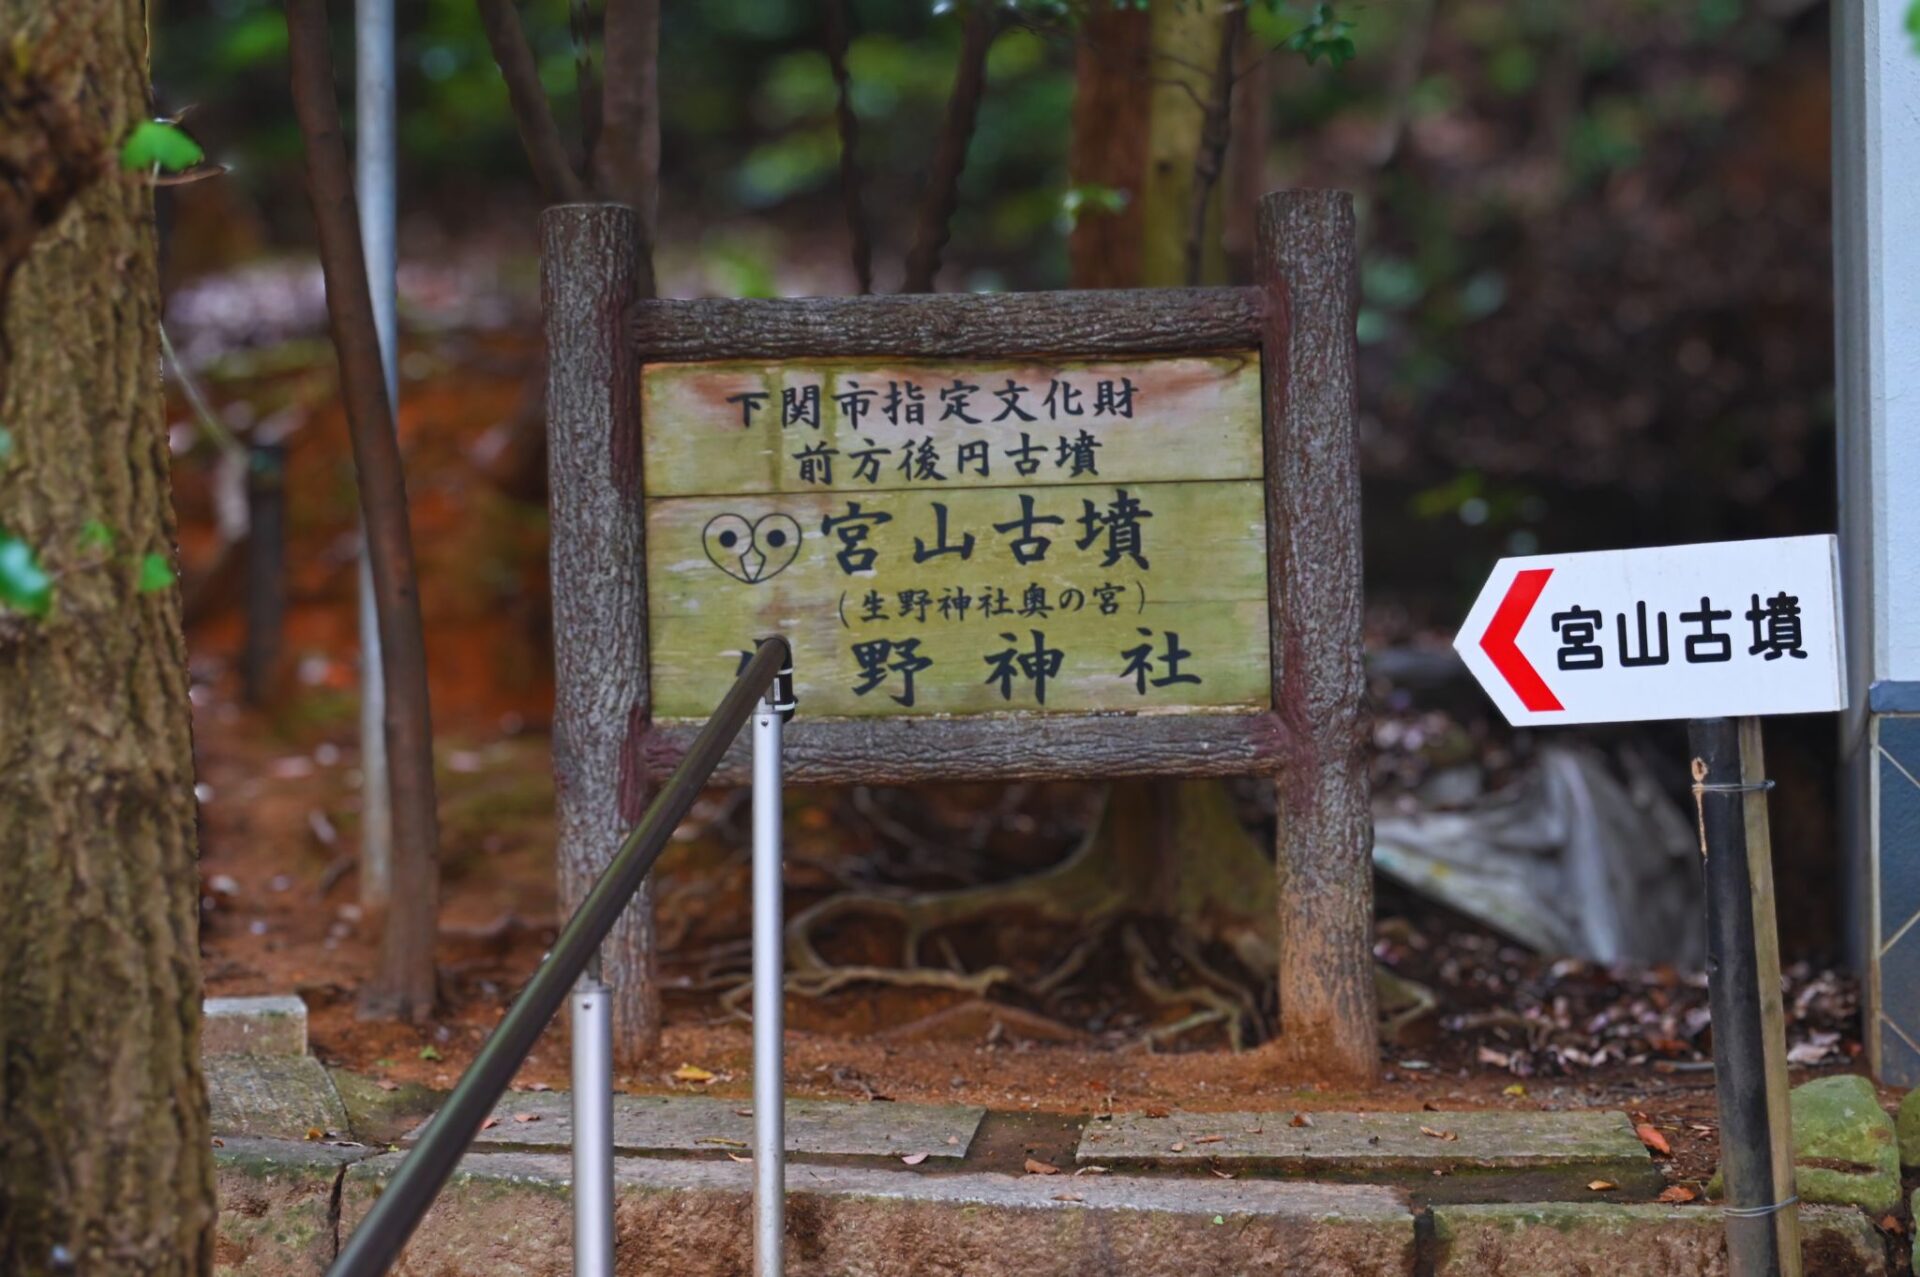 下関市指定文化財
前方後円古墳
宮山古墳
(生野神社奥の宮)
野神社
宮山古墳